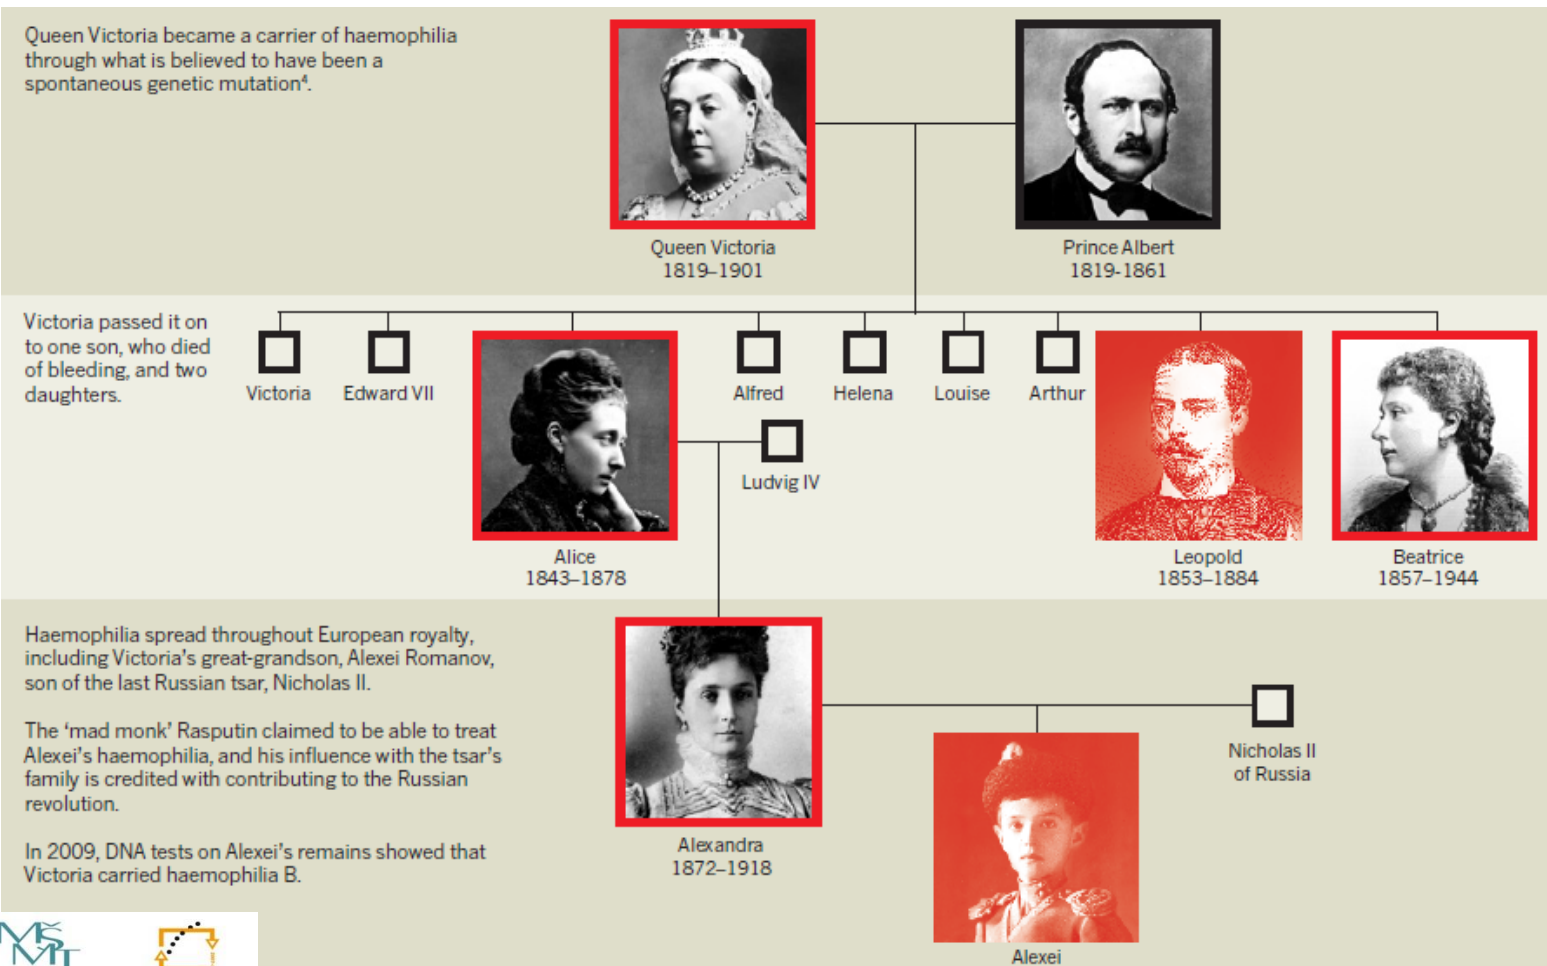 Queen Victoria became a carrier of haemophilia
through what is believed to have been a
spontaneous genetic mutation⁴.
Queen Victoria
1819–1901
Prince Albert
1819-1861
Victoria passed it on
to one son, who died
of bleeding, and two
daughters.
Victoria
Edward VII
Alfred
Helena
Louise
Arthur
Ludvig IV
Alice
1843–1878
Leopold
1853–1884
Beatrice
1857–1944
Haemophilia spread throughout European royalty,
including Victoria’s great-grandson, Alexei Romanov,
son of the last Russian tsar, Nicholas II.
The ‘mad monk’ Rasputin claimed to be able to treat
Alexei’s haemophilia, and his influence with the tsar’s
family is credited with contributing to the Russian
revolution.
In 2009, DNA tests on Alexei’s remains showed that
Victoria carried haemophilia B.
Nicholas II
of Russia
Alexandra
1872–1918
Alexei
MŠ
MT